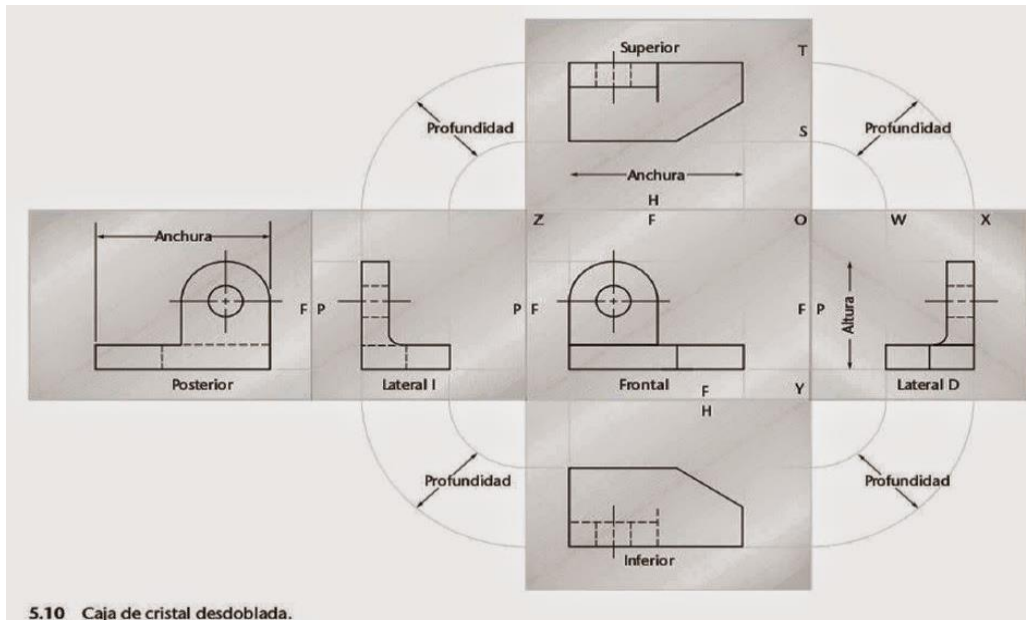 Superior
T
Profundidad
Profundidad
S
Anchura
H
Z
F
O
W
X
Anchura
F
P
P
F
F
P
Altura
Posterior
Lateral I
Frontal
F
Y
Lateral D
H
Profundidad
Profundidad
Inferior
5.10 Caja de cristal desdoblada.